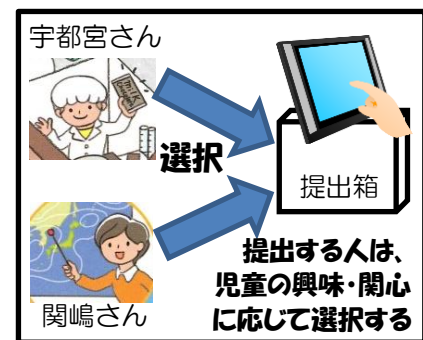 宇都宮さん
選択
提出箱
関嶋さん
提出する人は、
児童の興味・関心
に応じて選択する